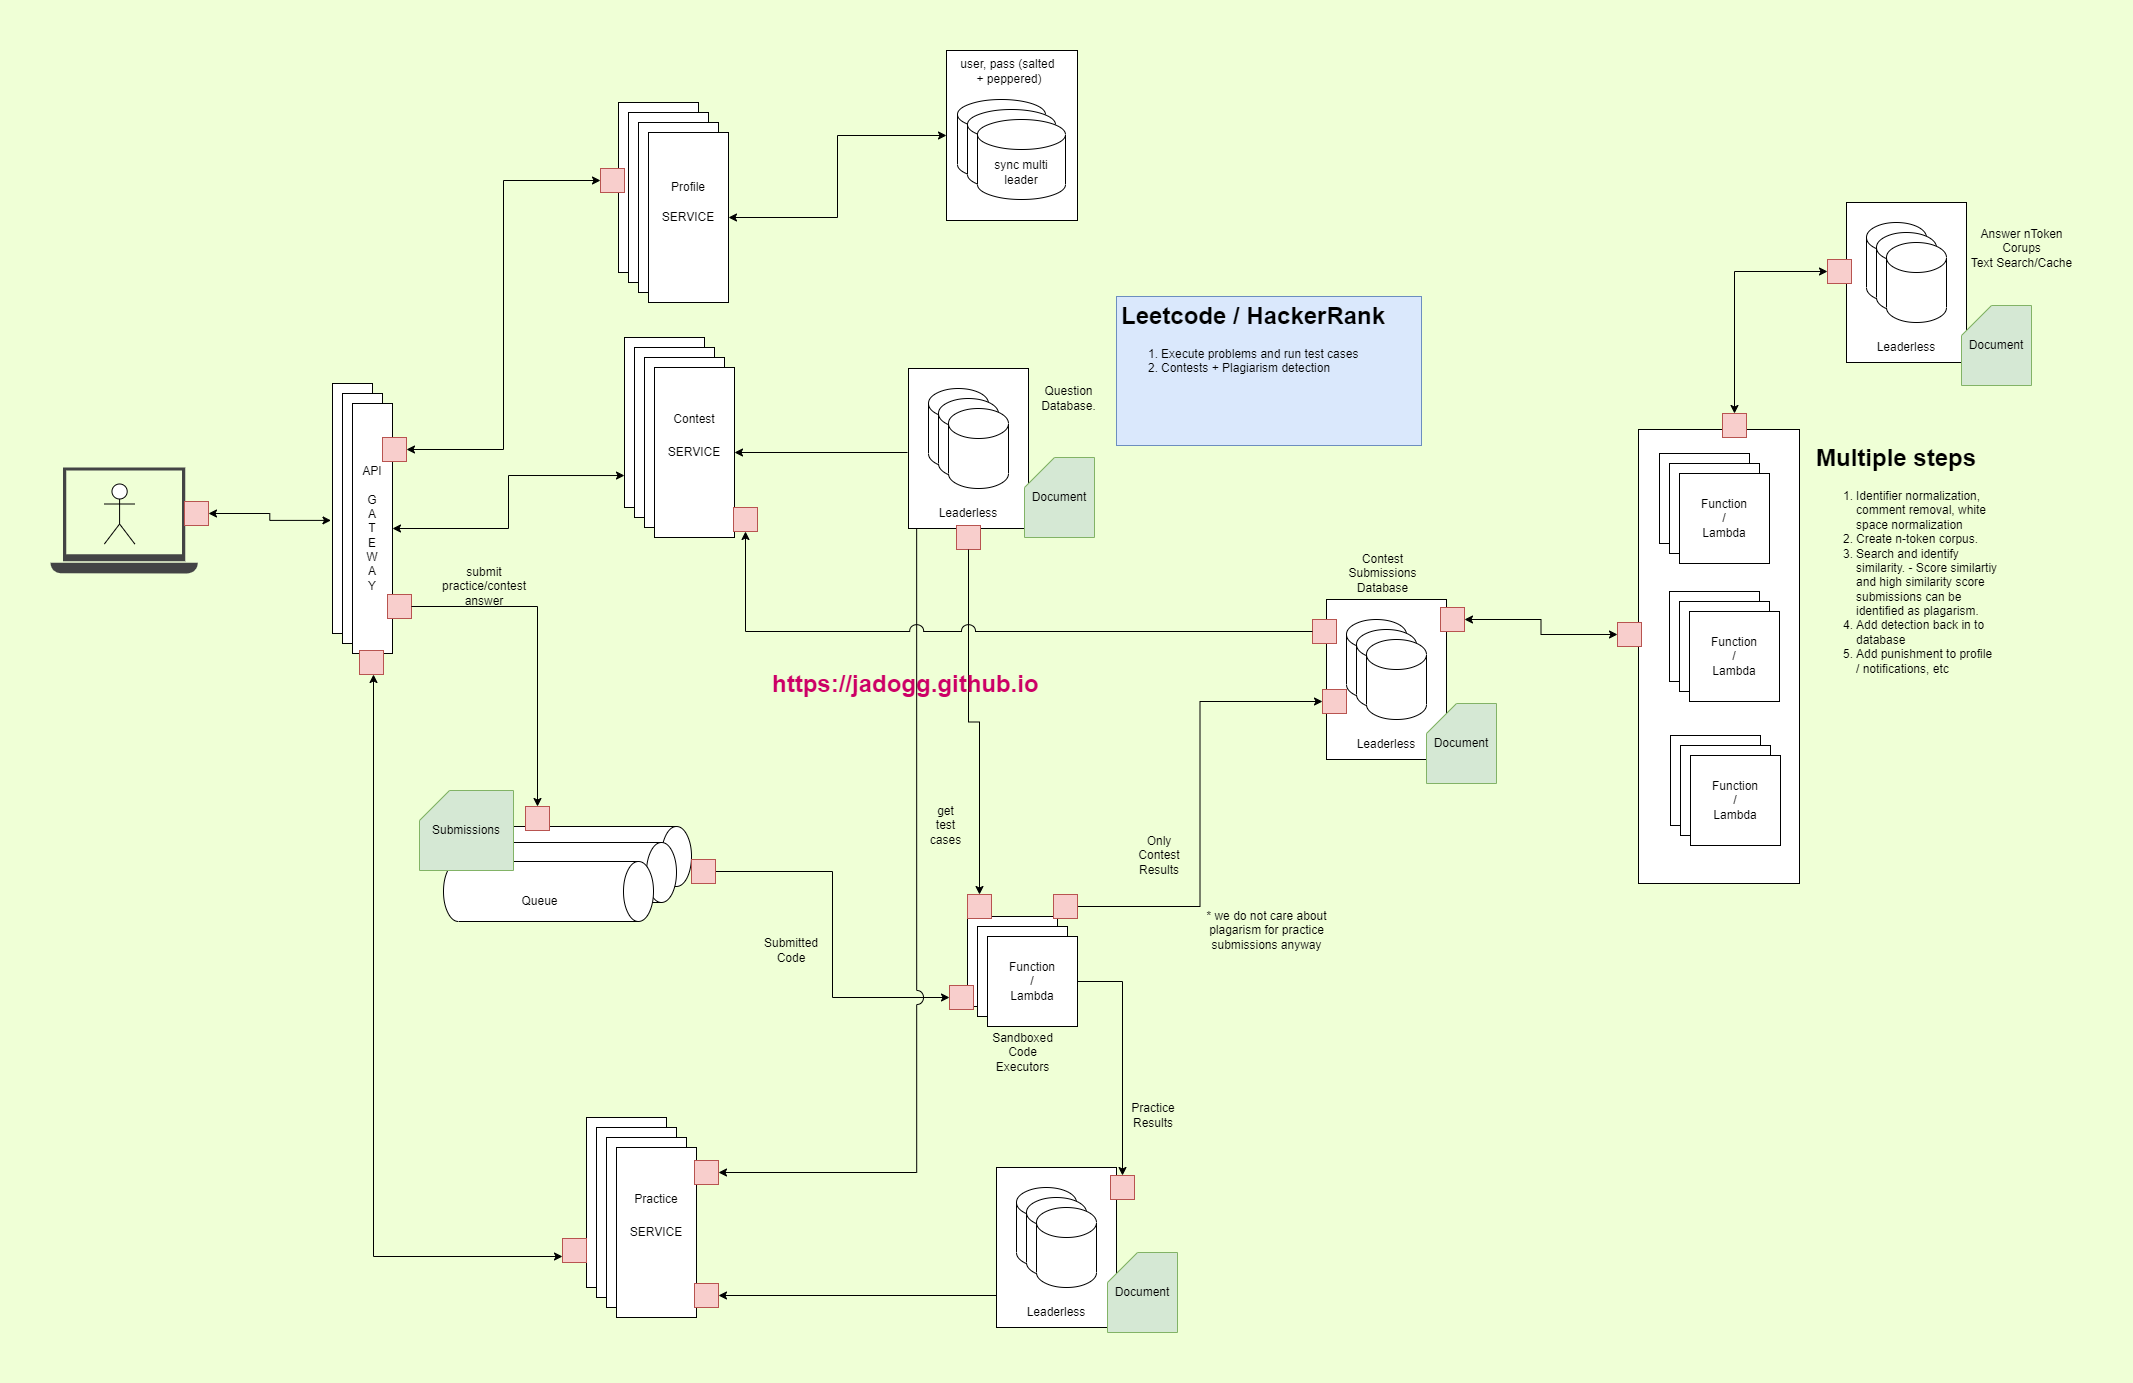 user, pass (salted
+ peppered)
sync multi
leader
Profile
SERVICE
Answer nToken
Corups
Text Search/Cache
Leaderless
Document
Leetcode / HackerRank
1. Execute problems and run test cases
2. Contests + Plagiarism detection
Contest
SERVICE
Question
Database.
Leaderless
Document
API
G
A
T
E
W
A
Y
submit
practice/contest
answer
Multiple steps
1. Identifier normalization,
comment removal, white
space normalization
2. Create n-token corpus.
3. Search and identify
similarity. - Score similartiy
and high similarity score
submissions can be
identified as plagarism.
4. Add detection back in to
database
5. Add punishment to profile
/ notifications, etc
Function
/
Lambda
Function
/
Lambda
Function
/
Lambda
Contest
Submissions
Database
Leaderless
Document
https://jadogg.github.io
Submissions
Queue
get
test
cases
Only
Contest
Results
* we do not care about
plagarism for practice
submissions anyway
Submitted
Code
Function
/
Lambda
Sandboxed
Code
Executors
Practice
Results
Practice
SERVICE
Leaderless
Document